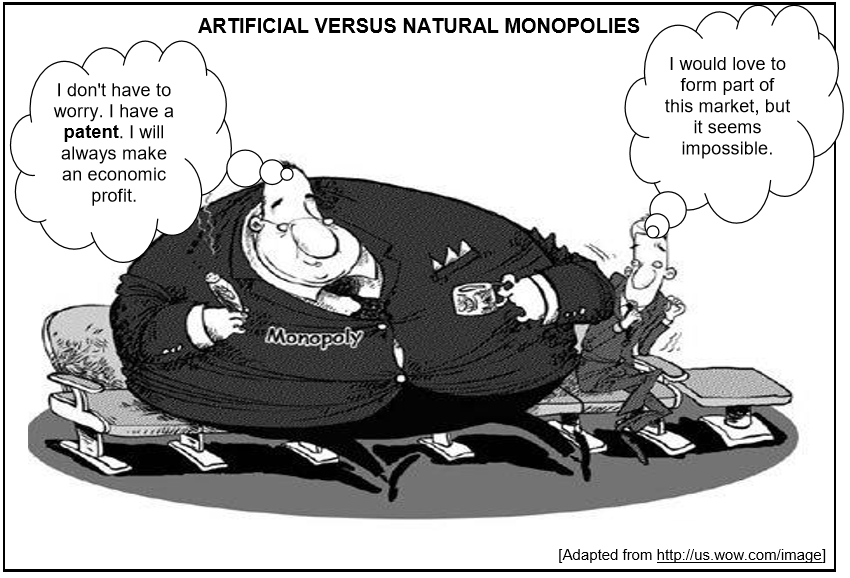 ARTIFICIAL VERSUS NATURAL MONOPOLIES
I don't have to
worry. I have a
patent. I will
always make
an economic
profit.
I would love to
form part of
this market, but
it seems
impossible.
Monopoly
[Adapted from http://us.wow.com/image]